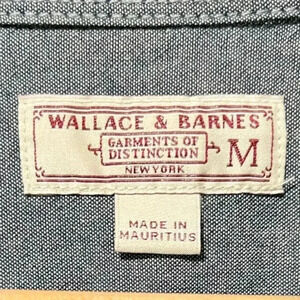 WALLACE & BARNES
GARMENTS OF
DISTINCTION
M
NEW YORK
MADE IN
MAURITIUS